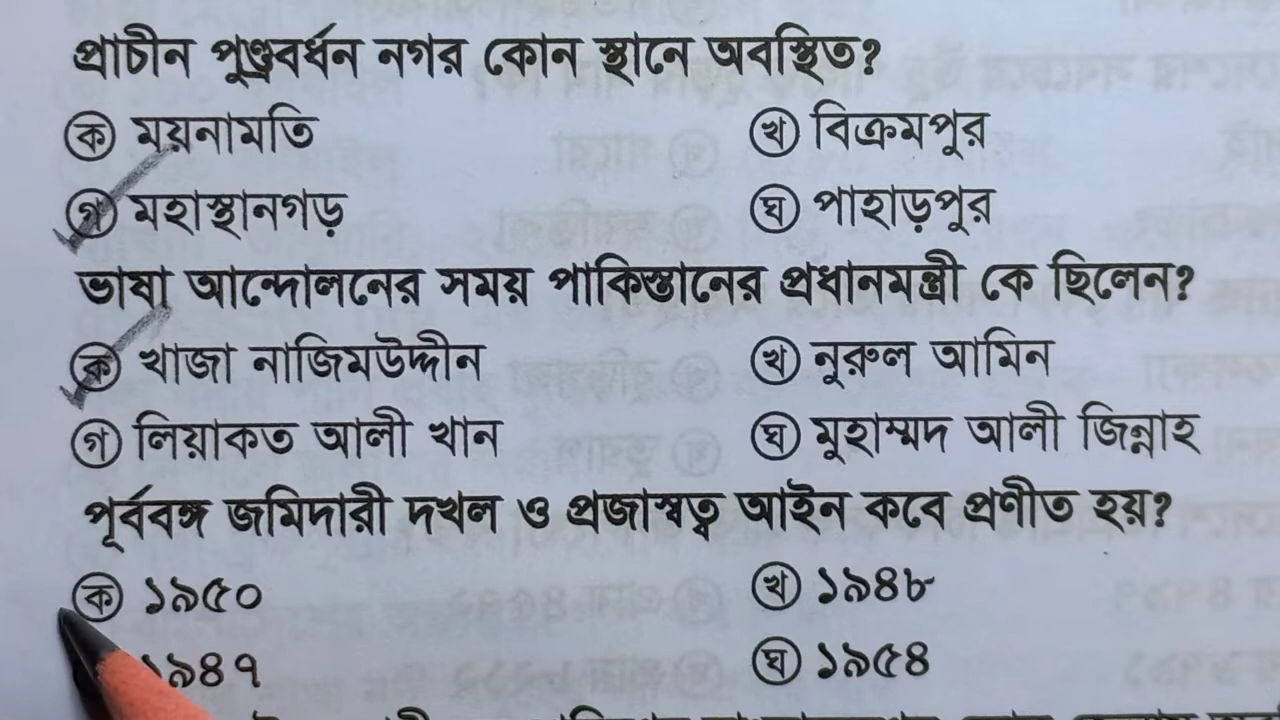 প্রাচীন পুণ্ড্রবর্ধন নগর কোন স্থানে অবস্থিত?
ক ময়নামতি খ বিক্রমপুর
গ মহাস্থানগড় ঘ পাহাড়পুর
ভাষা আন্দোলনের সময় পাকিস্তানের প্রধানমন্ত্রী কে ছিলেন?
ক খাজা নাজিমউদ্দীন খ নুরুল আমিন
গ লিয়াকত আলী খান ঘ মুহাম্মদ আলী জিন্নাহ
পূর্ববঙ্গ জমিদারী দখল ও প্রজাস্বত্ব আইন কবে প্রণীত হয়?
ক ১৯৫০ খ ১৯৪৮
১৯৪৭ ঘ ১৯৫৪